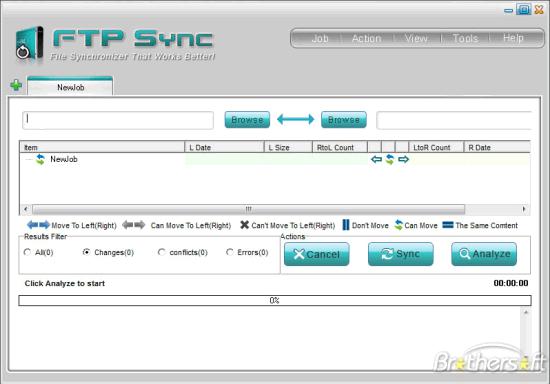 FTP Sync
File Synchronizer That Works Better!
Job Action View Tools Help
NewJob
Browse Browse
Item L Date L Size RtoL Count LtoR Count R Date
NewJob
Move To Left(Right) Can Move To Left(Right) Can't Move To Left(Right) Don't Move Can Move The Same Comtent
Results Filter Actions
All(0) Changes(0) conflicts(0) Errors(0) Cancel Sync Analyze
Click Analyze to start 00:00:00
0%
Brothersoft